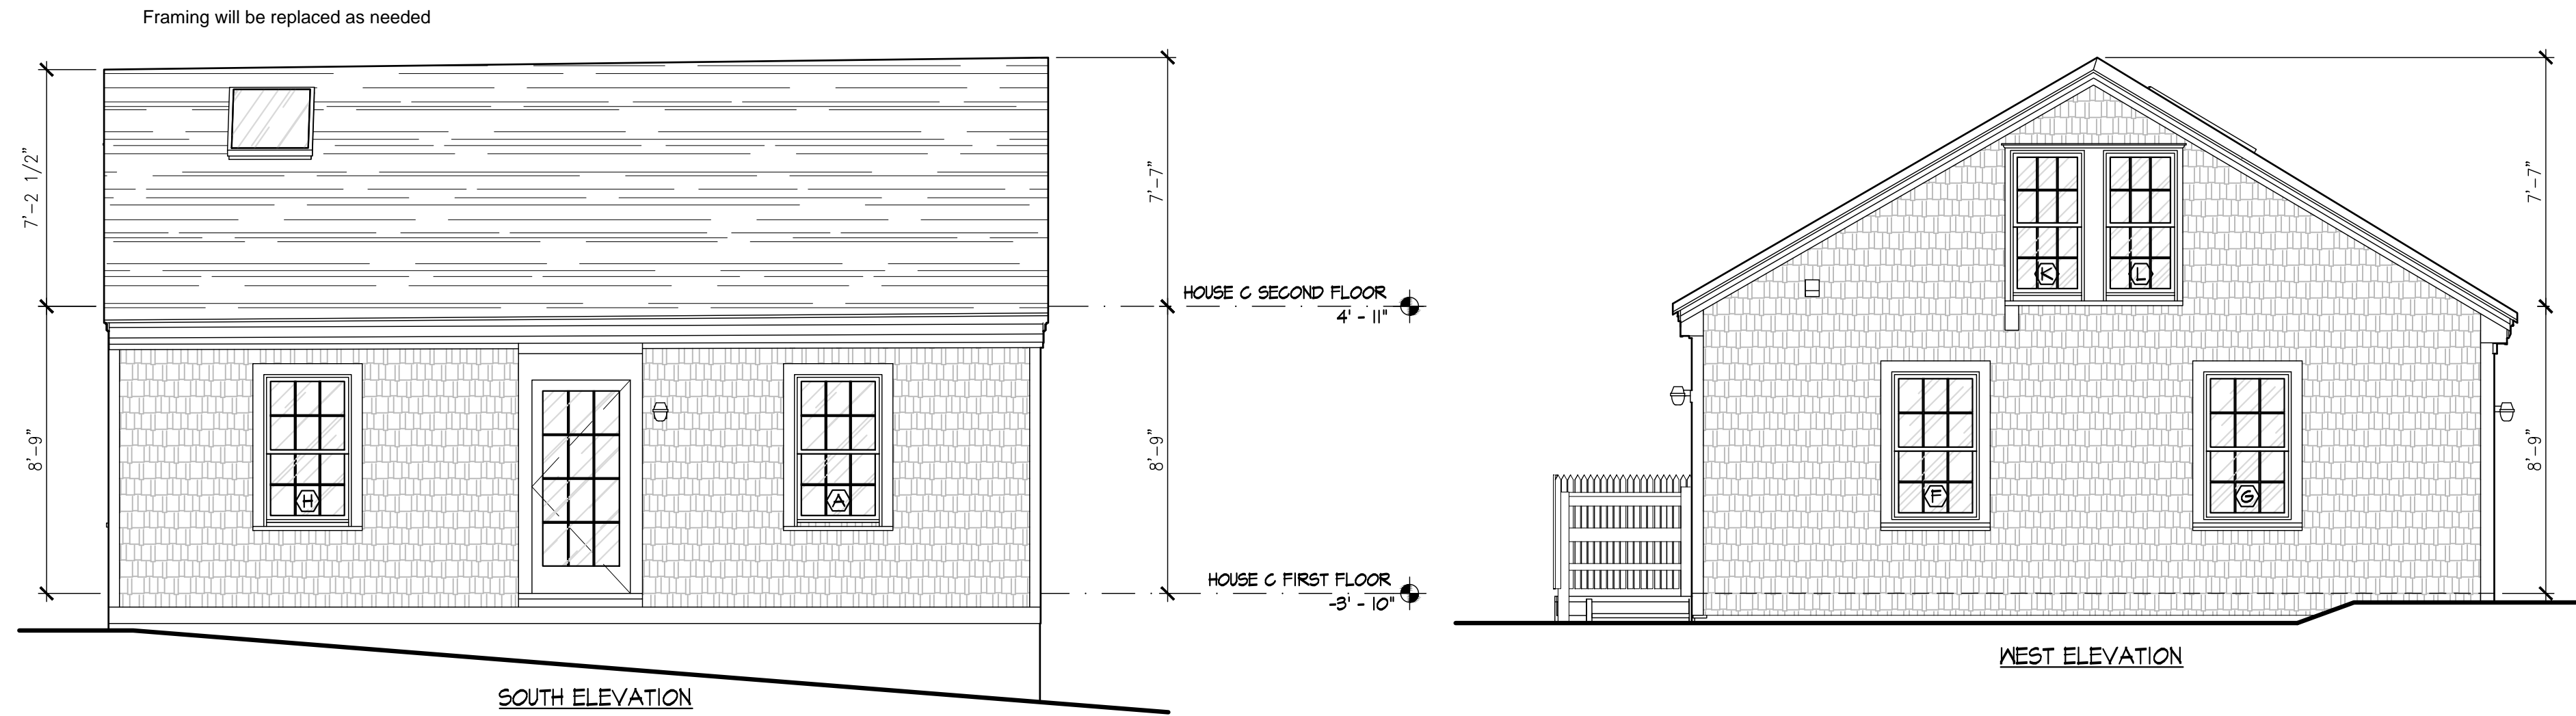 Framing will be replaced as needed
7'-2 1/2"
8'-9"
H
A
7'-7"
8'-9"
HOUSE C SECOND FLOOR
4' - 11"
HOUSE C FIRST FLOOR
-3' - 10"
SOUTH ELEVATION
K
L
F
G
7'-7"
8'-9"
WEST ELEVATION